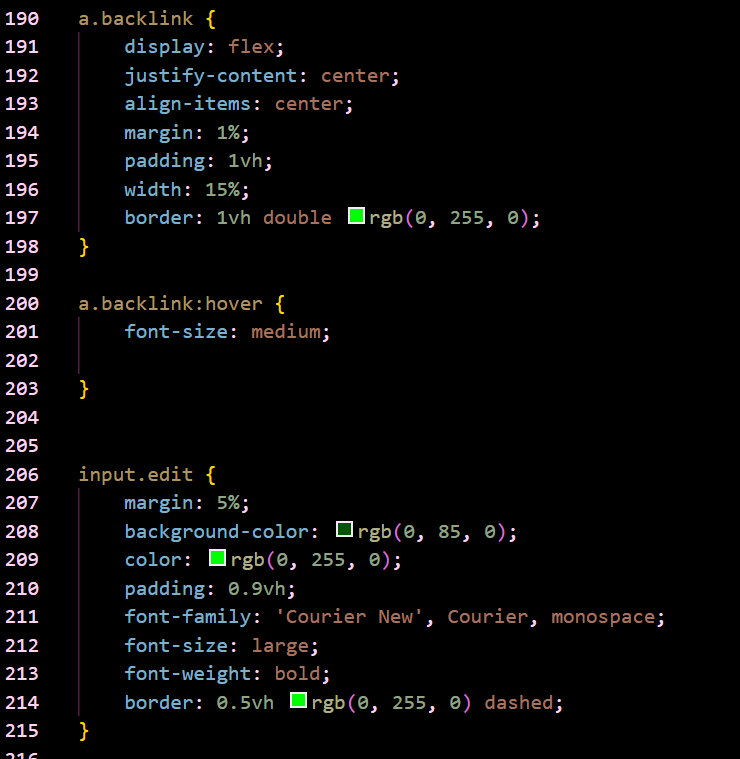 190 a.backlink {
191 display: flex;
192 justify-content: center;
193 align-items: center;
194 margin: 1%;
195 padding: 1vh;
196 width: 15%;
197 border: 1vh double rgb(0, 255, 0);
198 }
199
200 a.backlink:hover {
201 font-size: medium;
202
203 }
204
205
206 input.edit {
207 margin: 5%;
208 background-color: rgb(0, 85, 0);
209 color: rgb(0, 255, 0);
210 padding: 0.9vh;
211 font-family: 'Courier New', Courier, monospace;
212 font-size: large;
213 font-weight: bold;
214 border: 0.5vh rgb(0, 255, 0) dashed;
215 }